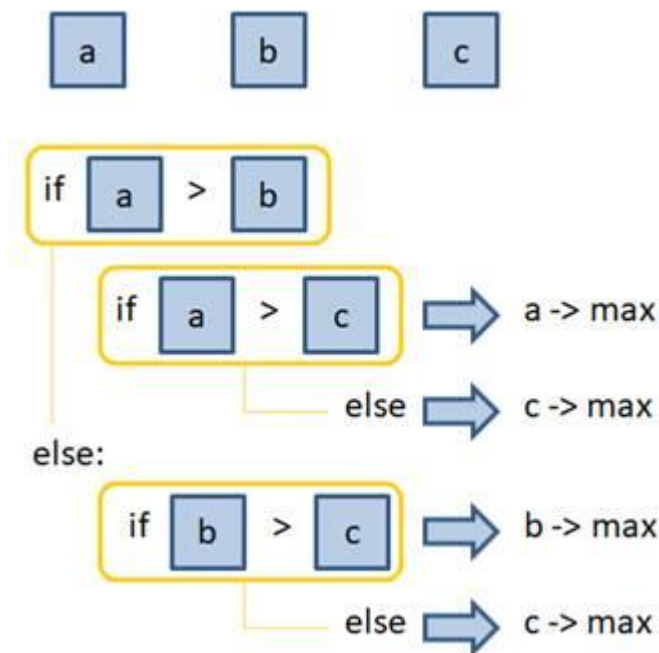 a b c
if a > b
if a > c a -> max
else c -> max
else:
if b > c b -> max
else c -> max